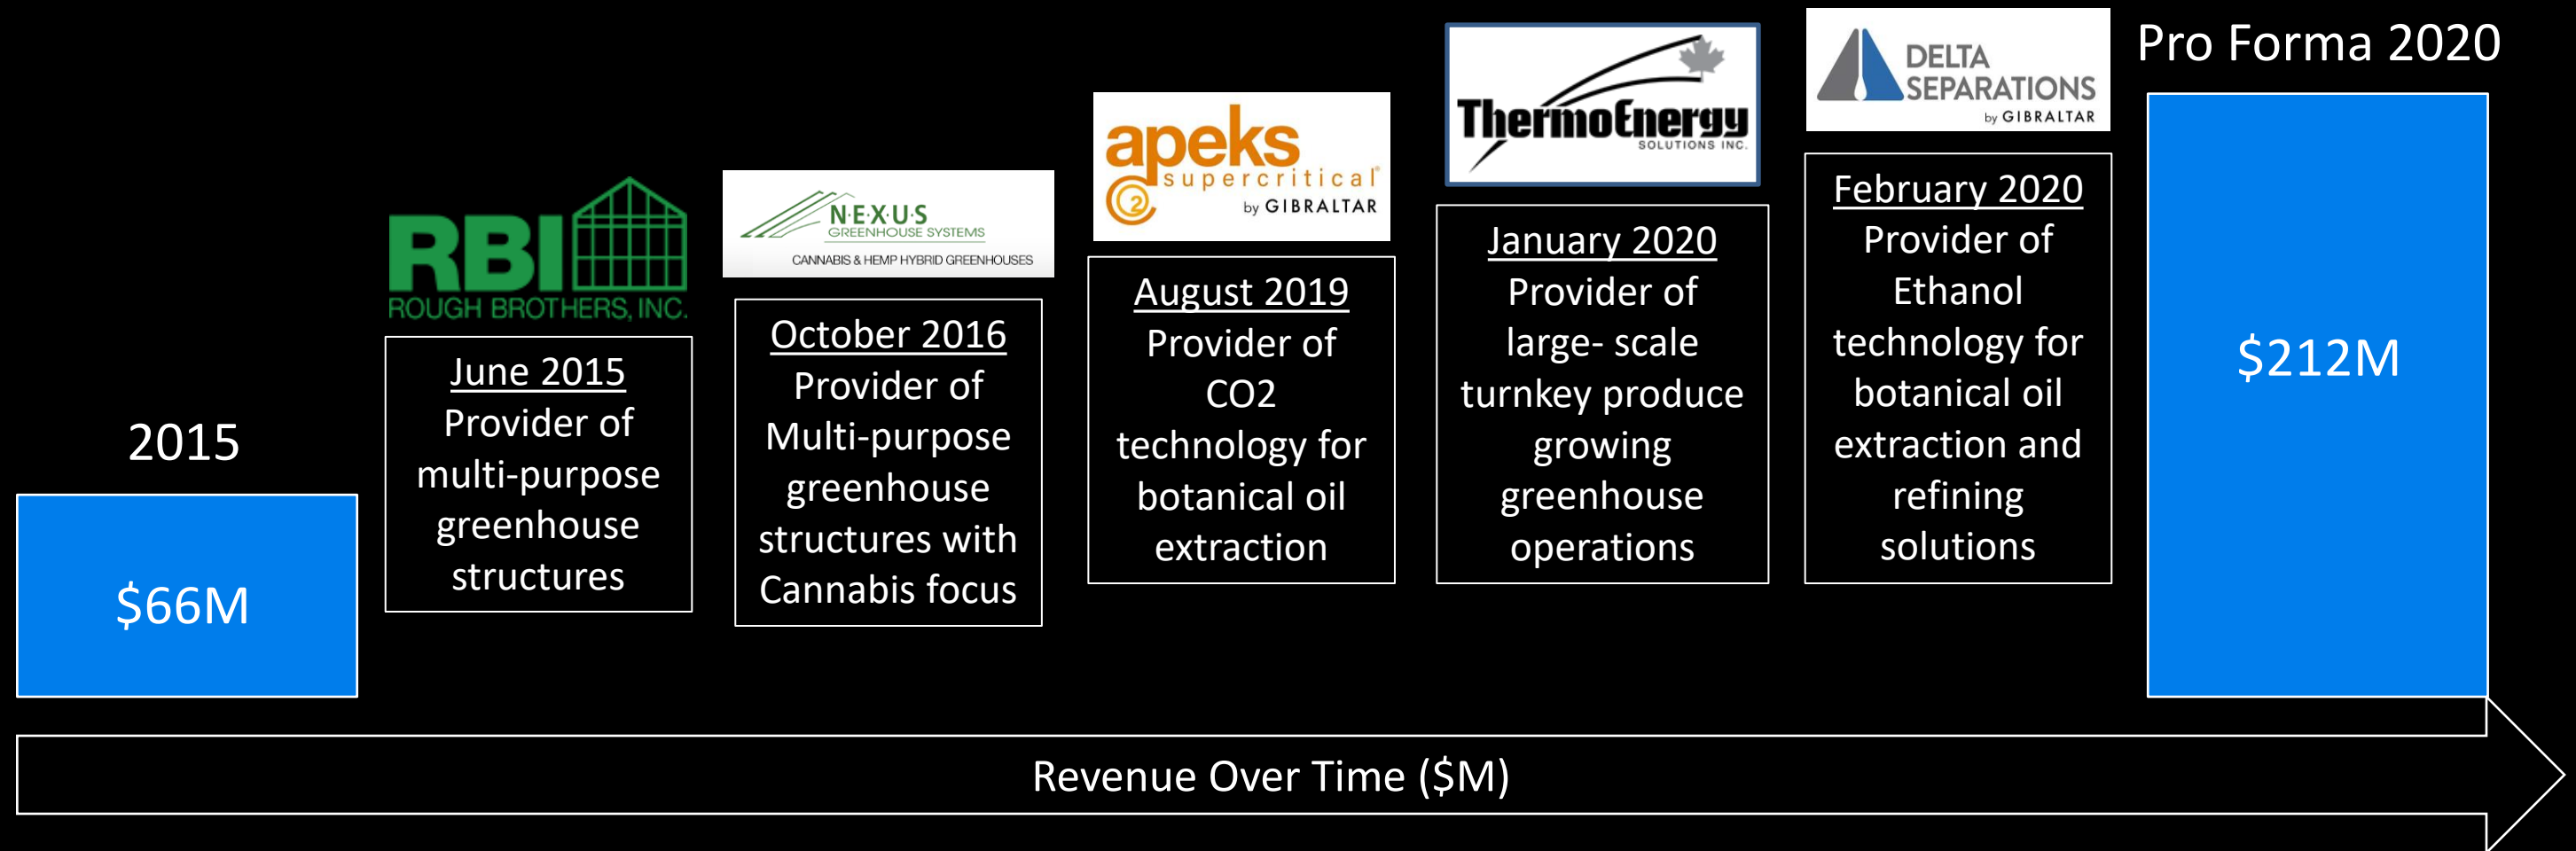 2015
$66M
RBI
ROUGH BROTHERS, INC.
June 2015
Provider of
multi-purpose
greenhouse
structures
N·E·X·U·S
GREENHOUSE SYSTEMS
CANNABIS & HEMP HYBRID GREENHOUSES
October 2016
Provider of
Multi-purpose
greenhouse
structures with
Cannabis focus
apeks
supercritical®
C2
by GIBRALTAR
August 2019
Provider of
CO2
technology for
botanical oil
extraction
ThermoEnergy
SOLUTIONS INC.
January 2020
Provider of
large- scale
turnkey produce
growing
greenhouse
operations
DELTA
SEPARATIONS
by GIBRALTAR
February 2020
Provider of
Ethanol
technology for
botanical oil
extraction and
refining
solutions
Pro Forma 2020
$212M
Revenue Over Time ($M)